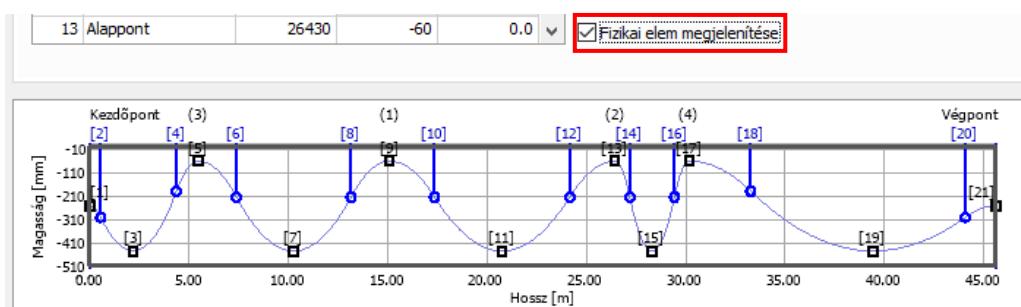 13 Alappont 26430 -60 0.0 Fizikai elem megjelenítése
Kezdőpont (3) (1) (2) (4) Végpont
[2] [4] [6] [8] [10] [12] [14] [16] [18] [20]
[5] [9] [13] [17]
-10
-110
[1] [21]
-210
-310
[3] [7] [11] [15] [19]
-410
-510
Magasság [mm]
0.00 5.00 10.00 15.00 20.00 25.00 30.00 35.00 40.00 45.00
Hossz [m]